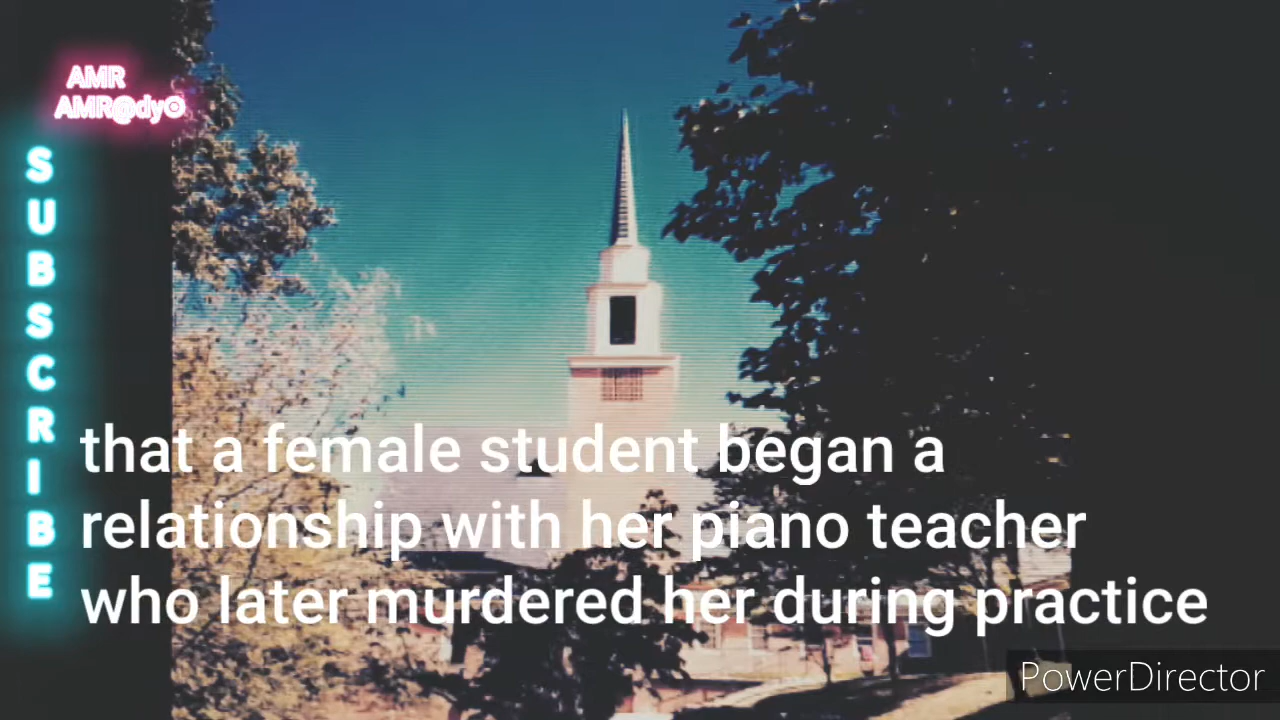 AMR
AMR@dy☺
SUBSCRIBE
that a female student began a
relationship with her piano teacher
who later murdered her during practice
PowerDirector